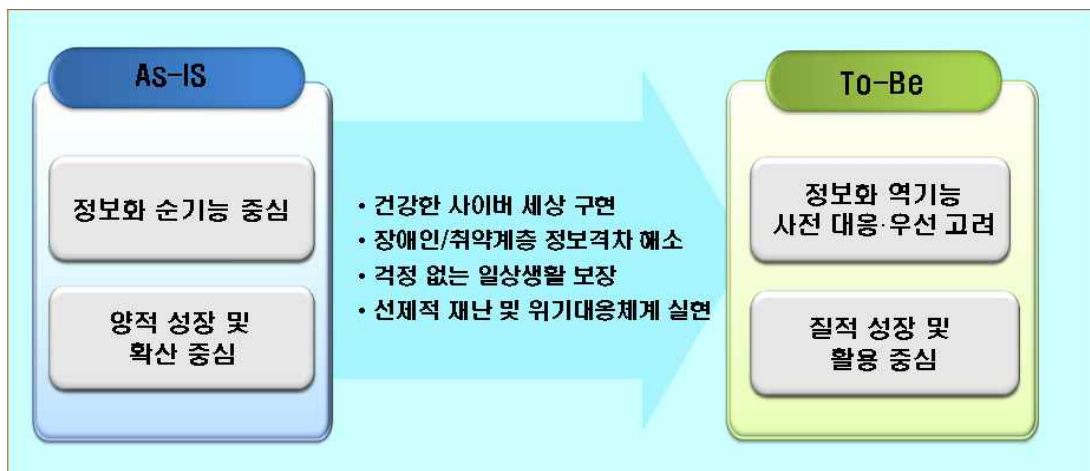 As-IS
정보화 순기능 중심
양적 성장 및
확산 중심
• 건강한 사이버 세상 구현
• 장애인/취약계층 정보격차 해소
• 걱정 없는 일상생활 보장
• 선제적 재난 및 위기대응체계 실현
To-Be
정보화 역기능
사전 대응·우선 고려
질적 성장 및
활용 중심